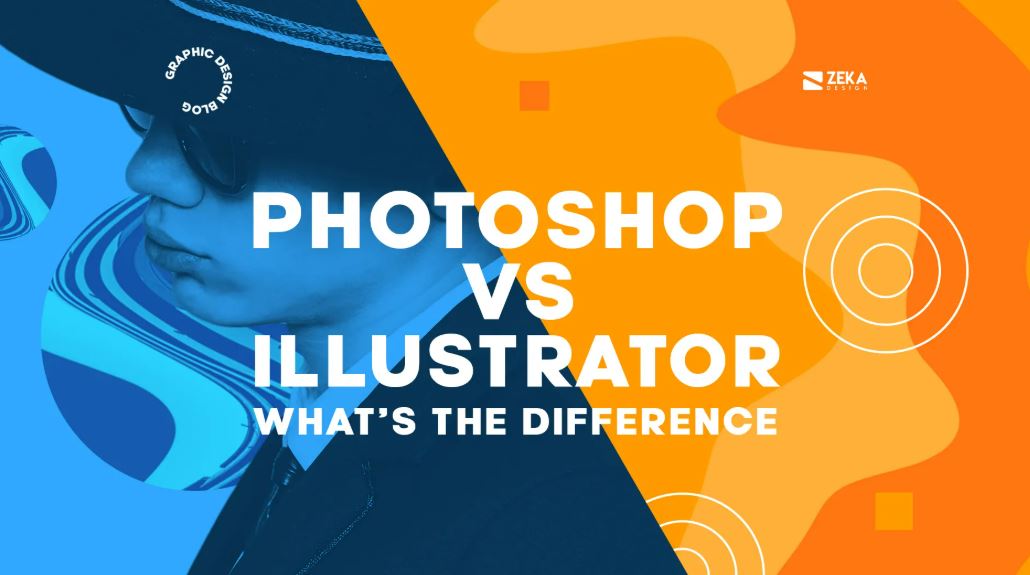 GRAPHIC DESIGN BLOG
ZEKA
DESIGN
PHOTOSHOP
VS
ILLUSTRATOR
WHAT’S THE DIFFERENCE